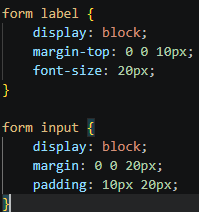 form label {
    display: block;
    margin-top: 0 0 10px;
    font-size: 20px;
}

form input {
    display: block;
    margin: 0 0 20px;
    padding: 10px 20px;
}